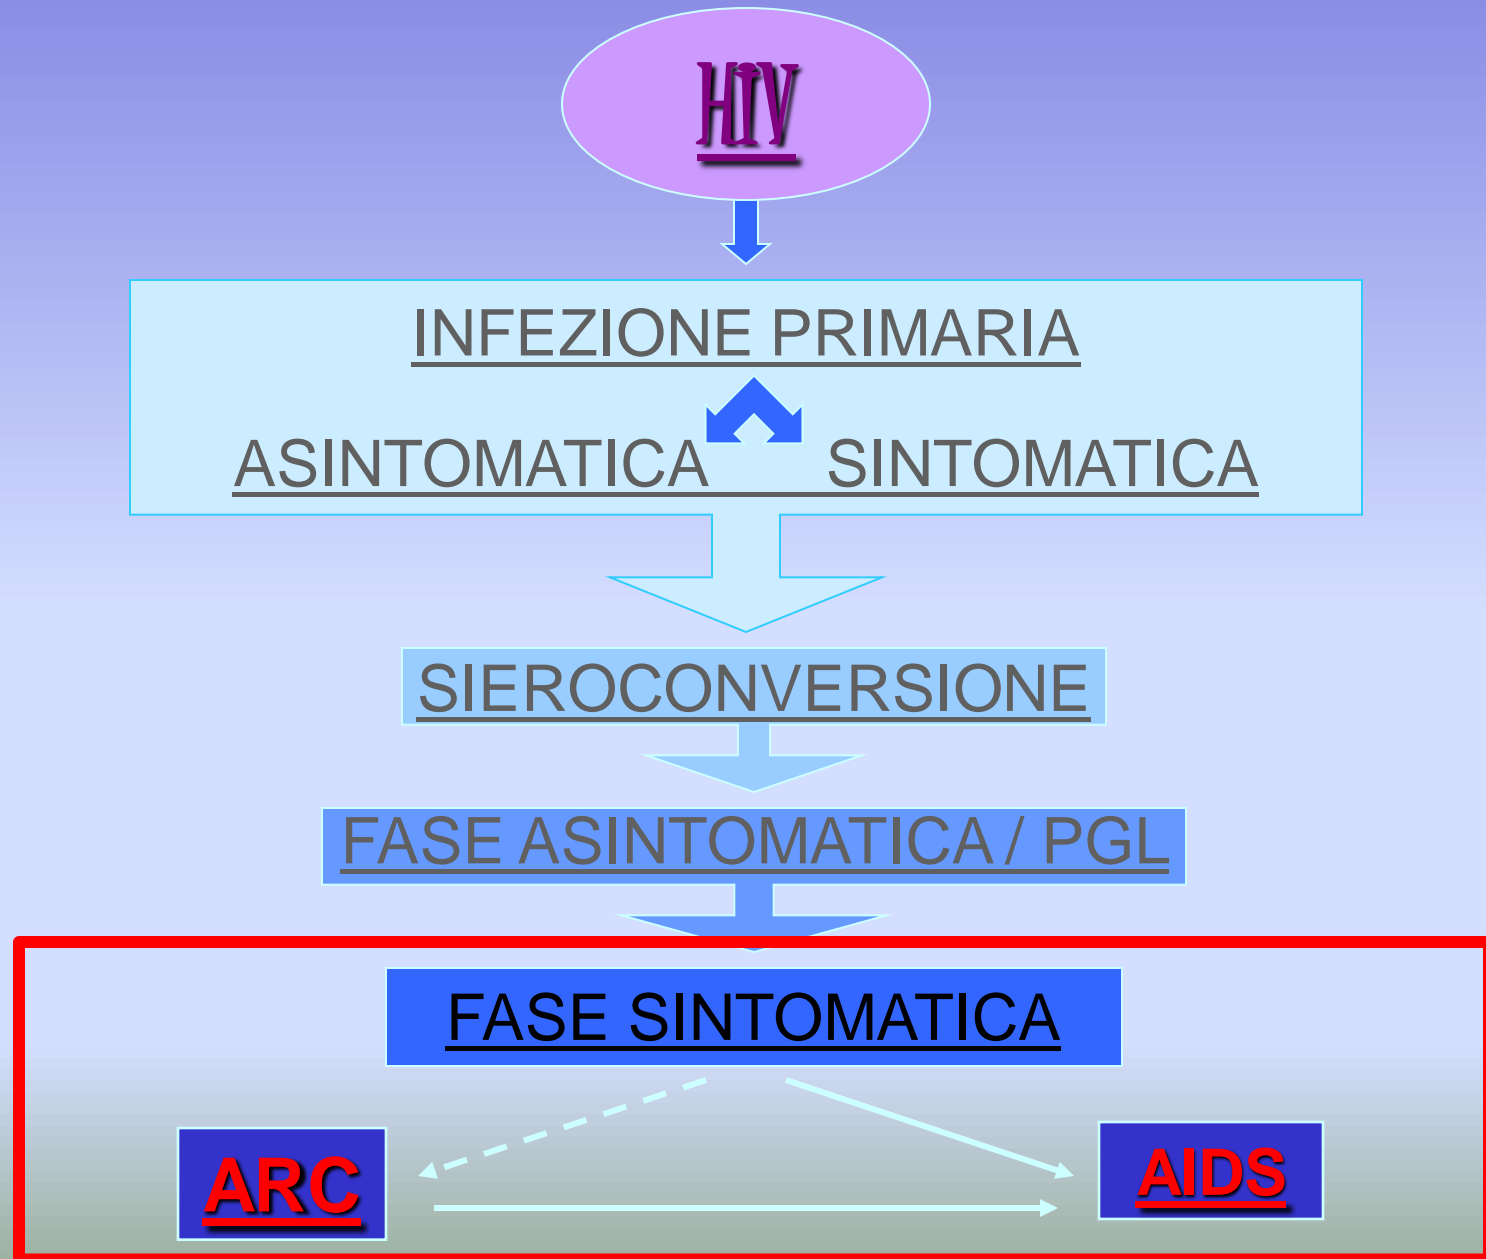 HIV
INFEZIONE PRIMARIA
ASINTOMATICA SINTOMATICA
SIEROCONVERSIONE
FASE ASINTOMATICA / PGL
FASE SINTOMATICA
ARC
AIDS